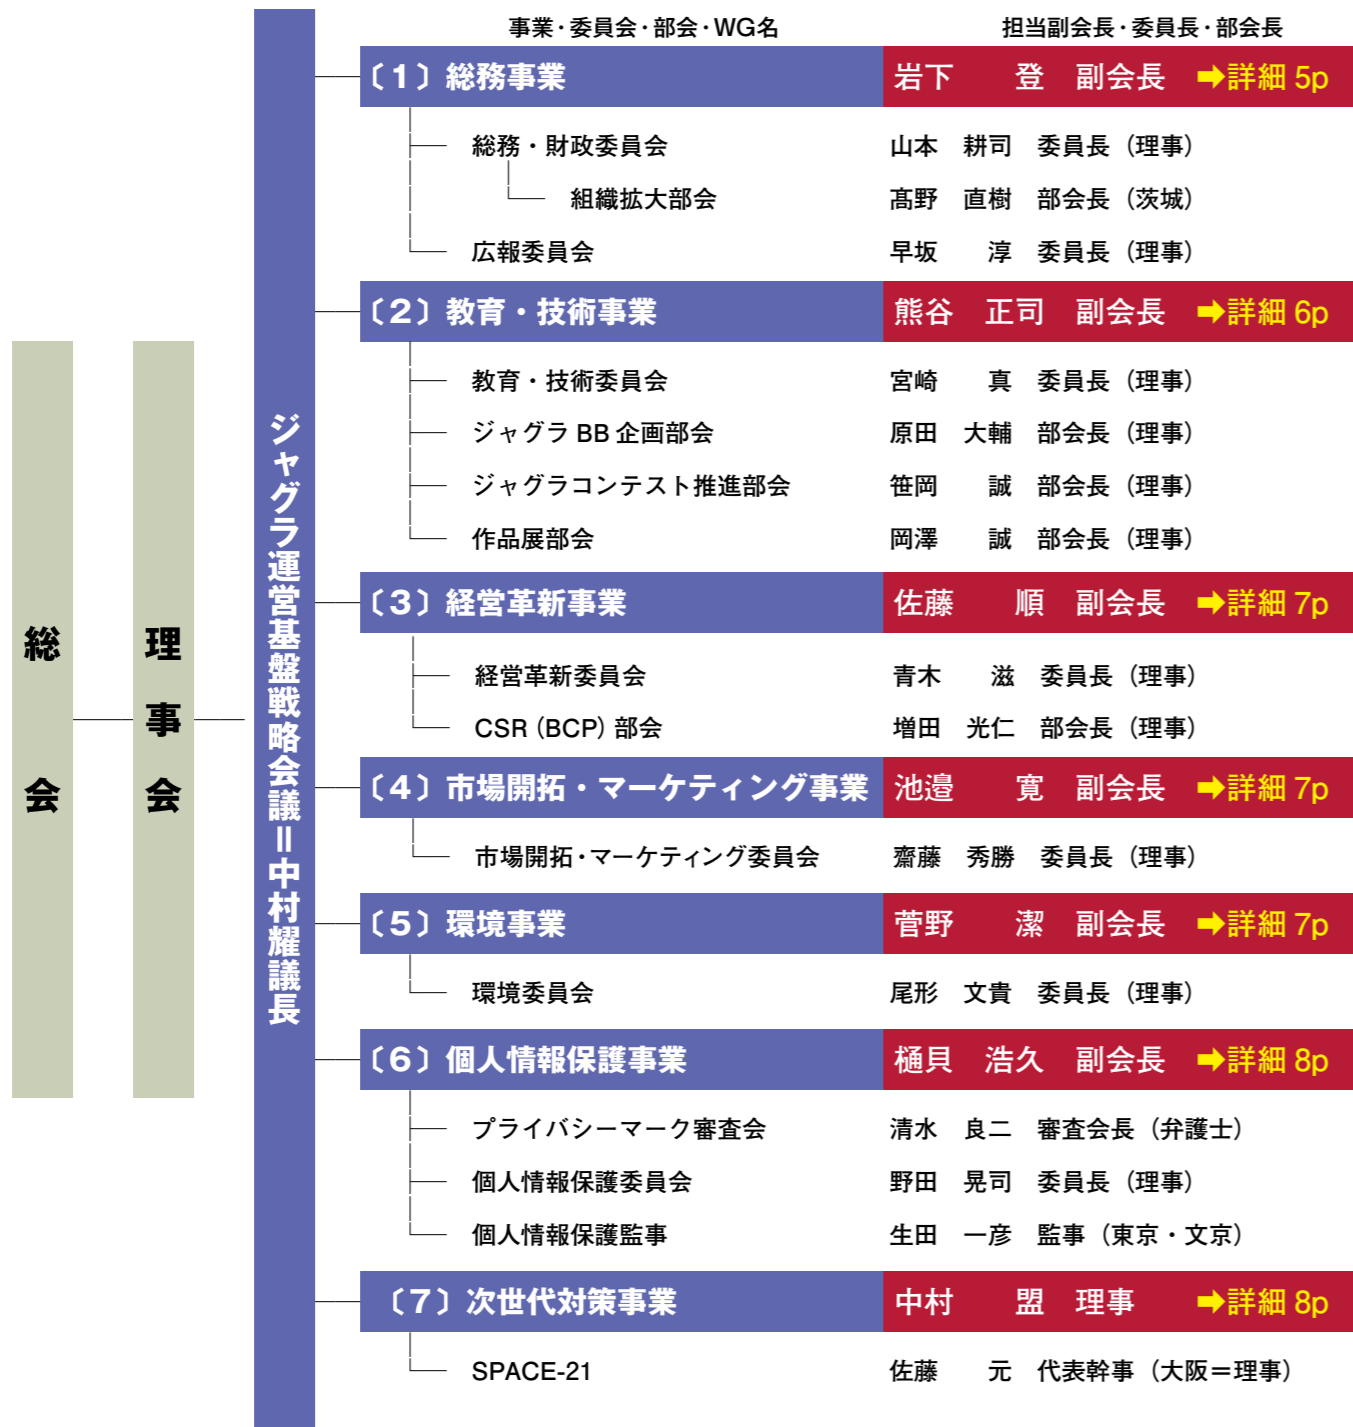 総会
理事会
ジャグラ運営基盤戦略会議＝中村耀議長
事業・委員会・部会・WG名　担当副会長・委員長・部会長
〔１〕総務事業　岩下　登　副会長　➡詳細 5p
総務・財政委員会　山本　耕司　委員長（理事）
組織拡大部会　髙野　直樹　部会長（茨城）
広報委員会　早坂　淳　委員長（理事）
〔２〕教育・技術事業　熊谷　正司　副会長　➡詳細 6p
教育・技術委員会　宮崎　真　委員長（理事）
ジャグラ BB 企画部会　原田　大輔　部会長（理事）
ジャグラコンテスト推進部会　笹岡　誠　部会長（理事）
作品展部会　岡澤　誠　部会長（理事）
〔３〕経営革新事業　佐藤　順　副会長　➡詳細 7p
経営革新委員会　青木　滋　委員長（理事）
CSR（BCP）部会　増田　光仁　部会長（理事）
〔４〕市場開拓・マーケティング事業　池邉　寛　副会長　➡詳細 7p
市場開拓・マーケティング委員会　齋藤　秀勝　委員長（理事）
〔５〕環境事業　菅野　潔　副会長　➡詳細 7p
環境委員会　尾形　文貴　委員長（理事）
〔６〕個人情報保護事業　樋貝　浩久　副会長　➡詳細 8p
プライバシーマーク審査会　清水　良二　審査会長（弁護士）
個人情報保護委員会　野田　晃司　委員長（理事）
個人情報保護監事　生田　一彦　監事（東京・文京）
〔７〕次世代対策事業　中村　盟　理事　➡詳細 8p
SPACE-21　佐藤　元　代表幹事（大阪＝理事）